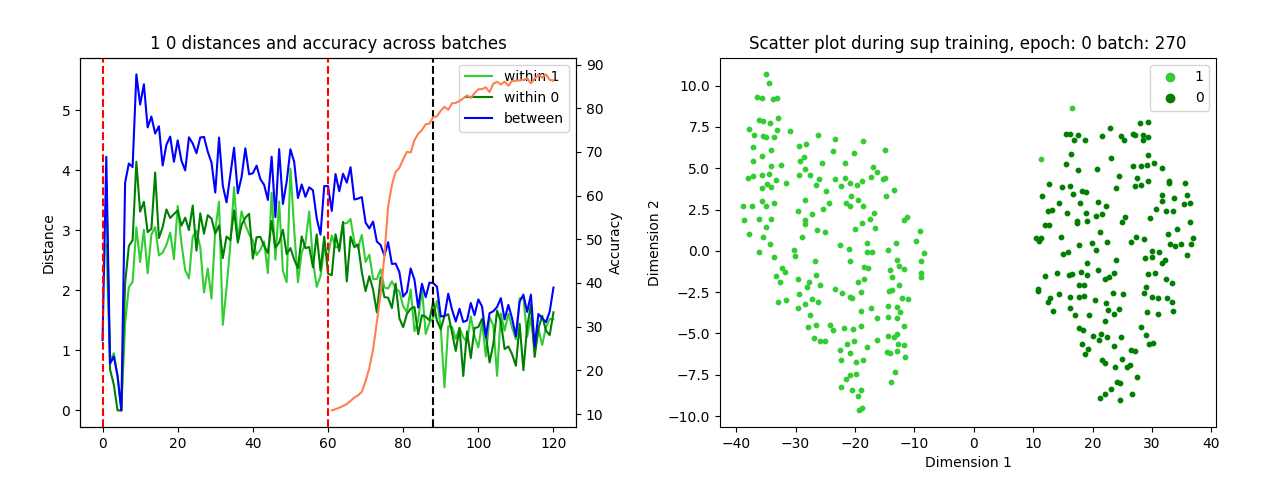 1 0 distances and accuracy across batches
Distance
5
4
3
2
1
0
0 20 40 60 80 100 120
90
80
70
60
50
40
30
20
10
Accuracy
within 1
within 0
between
Scatter plot during sup training, epoch: 0 batch: 270
Dimension 2
10.0
7.5
5.0
2.5
0.0
−2.5
−5.0
−7.5
−10.0
−40 −30 −20 −10 0 10 20 30 40
Dimension 1
1
0